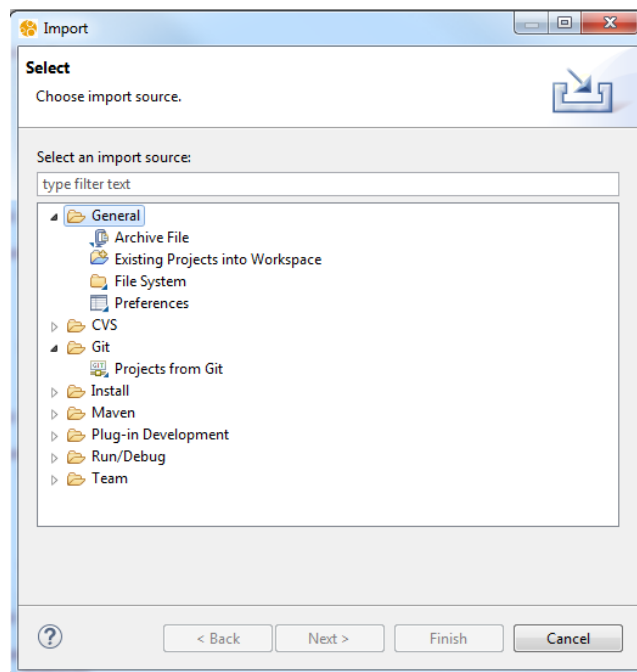 Import
Select
Choose import source.
Select an import source:
type filter text
General
Archive File
Existing Projects into Workspace
File System
Preferences
CVS
Git
GIT
Projects from Git
Install
Maven
Plug-in Development
Run/Debug
Team
?
< Back
Next >
Finish
Cancel